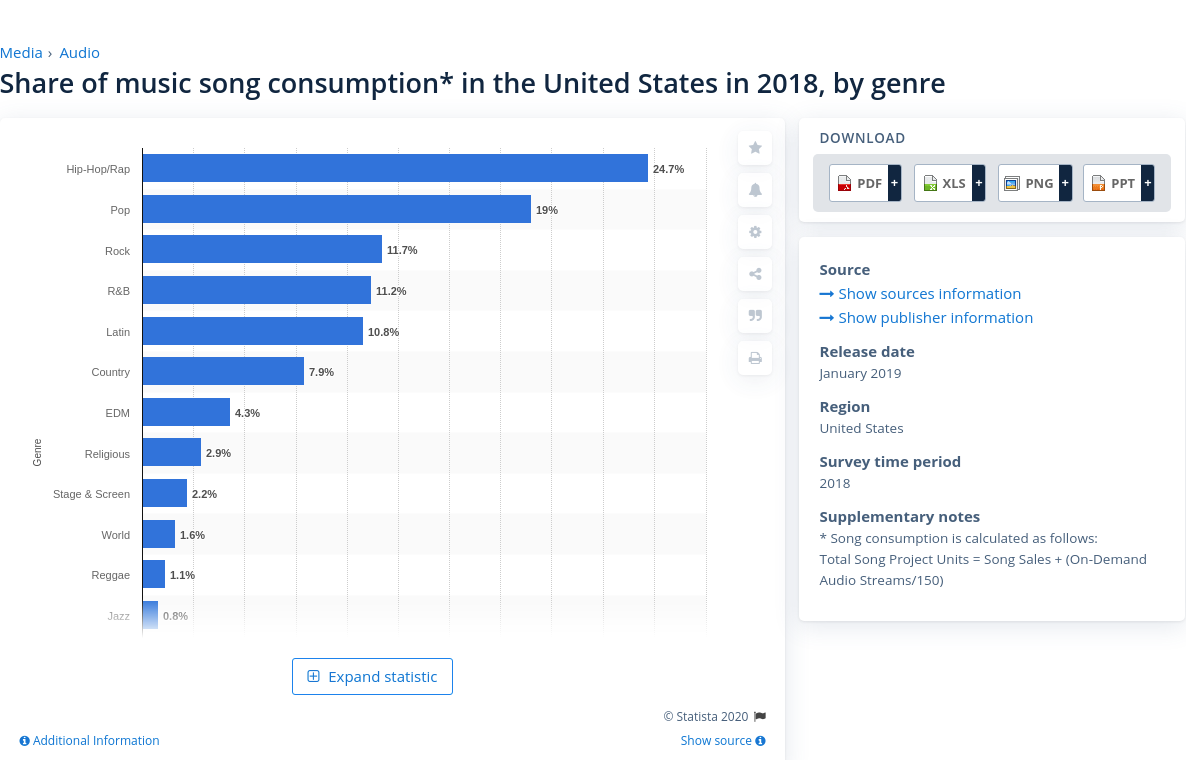 Media › Audio
Share of music song consumption* in the United States in 2018, by genre
Genre
Hip-Hop/Rap 24.7%
Pop 19%
Rock 11.7%
R&B 11.2%
Latin 10.8%
Country 7.9%
EDM 4.3%
Religious 2.9%
Stage & Screen 2.2%
World 1.6%
Reggae 1.1%
Jazz 0.8%
Expand statistic
© Statista 2020
Additional Information
Show source
DOWNLOAD
PDF + XLS + PNG + PPT +
Source
Show sources information
Show publisher information
Release date
January 2019
Region
United States
Survey time period
2018
Supplementary notes
* Song consumption is calculated as follows:
Total Song Project Units = Song Sales + (On-Demand
Audio Streams/150)